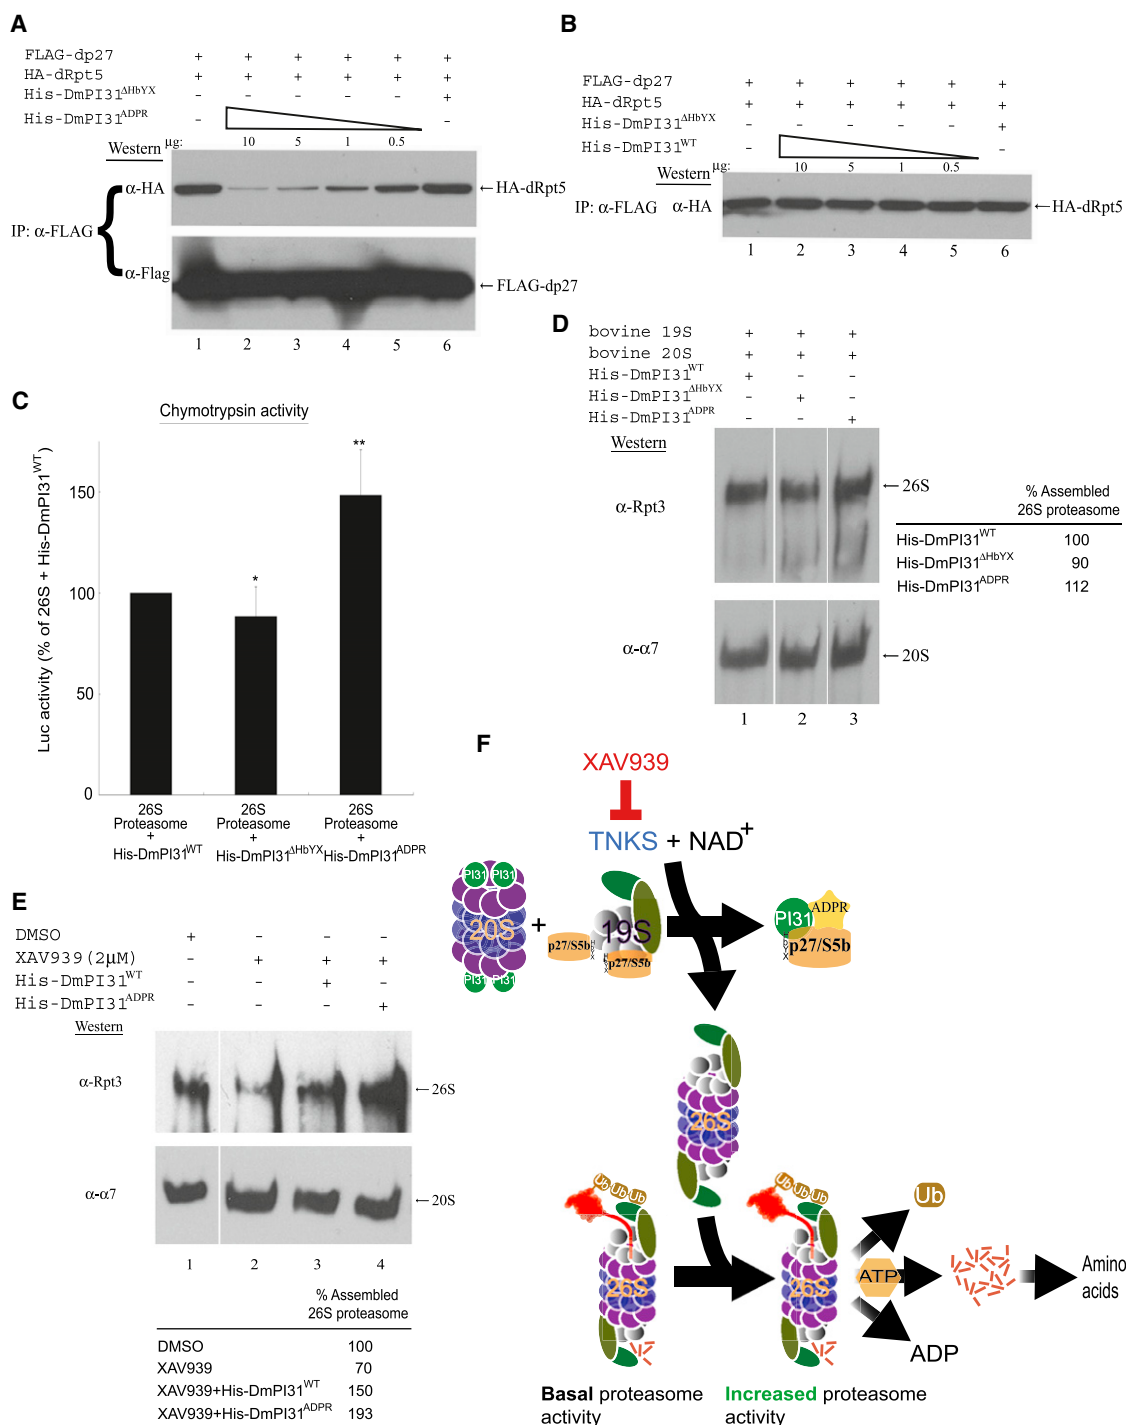 A
FLAG-dp27 + + + + + +
HA-dRpt5 + + + + + +
His-DmPI31ΔHbYX – – – – – +
His-DmPI31ADPR – –
Western µg: 10 5 1 0.5
α-HA ←HA-dRpt5
IP: α-FLAG {
α-Flag ←FLAG-dp27
1 2 3 4 5 6
B
FLAG-dp27 + + + + + +
HA-dRpt5 + + + + + +
His-DmPI31ΔHbYX – – – – – +
His-DmPI31WT – –
Western µg: 10 5 1 0.5
IP: α-FLAG α-HA ←HA-dRpt5
1 2 3 4 5 6
C
Chymotrypsin activity
Luc activity (% of 26S + His-DmPI31WT)
150
100
50
0
* **
26S Proteasome + His-DmPI31WT
26S Proteasome + His-DmPI31ΔHbYX
26S Proteasome + His-DmPI31ADPR
D
bovine 19S + + +
bovine 20S + + +
His-DmPI31WT + – –
His-DmPI31ΔHbYX – + –
His-DmPI31ADPR – – +
Western
α-Rpt3 ←26S
α-α7 ←20S
1 2 3
% Assembled
26S proteasome
His-DmPI31WT 100
His-DmPI31ΔHbYX 90
His-DmPI31ADPR 112
E
DMSO + – – –
XAV939(2µM) – + + +
His-DmPI31WT – – + –
His-DmPI31ADPR – – – +
Western
α-Rpt3 ←26S
α-α7 ←20S
1 2 3 4
% Assembled
26S proteasome
DMSO 100
XAV939 70
XAV939+His-DmPI31WT 150
XAV939+His-DmPI31ADPR 193
F
XAV939
TNKS + NAD+
PI31 PI31
20S
PI31 PI31
+
p27/S5b HbYX
19S
HbYX p27/S5b
PI31 ADPR
HbYX p27/S5b
26S
Ub Ub Ub
26S
Ub Ub Ub
26S
Ub
ATP
ADP
Amino
acids
Basal proteasome
activity
Increased proteasome
activity